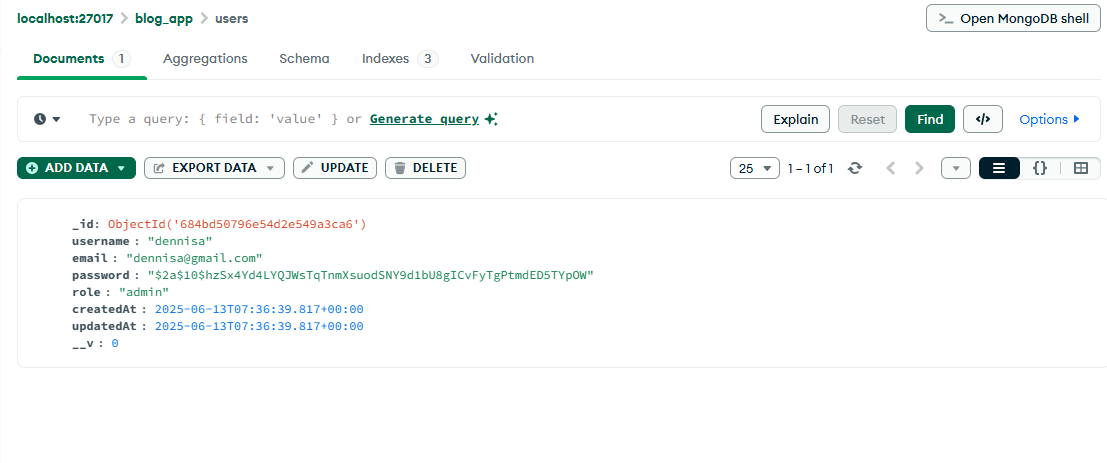 localhost:27017 > blog_app > users
>_ Open MongoDB shell
Documents 1 Aggregations Schema Indexes 3 Validation
Type a query: { field: 'value' } or Generate query
Explain Reset Find </> Options
ADD DATA EXPORT DATA UPDATE DELETE 25 1 – 1 of 1 {}
_id: ObjectId('684bd50796e54d2e549a3ca6')
username : "dennisa"
email : "dennisa@gmail.com"
password : "$2a$10$hzSx4Yd4LYQJWsTqTnmXsuodSNY9d1bU8gICvFyTgPtmdED5TYpOW"
role : "admin"
createdAt : 2025-06-13T07:36:39.817+00:00
updatedAt : 2025-06-13T07:36:39.817+00:00
__v : 0